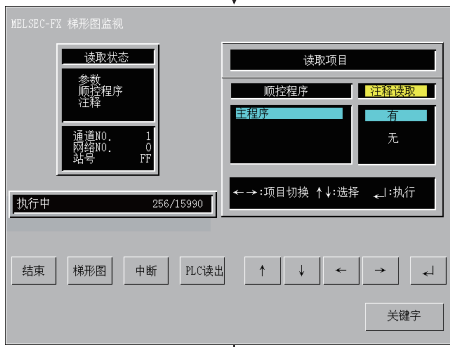 MELSEC-FX 梯形图监视
读取状态
参数
顺控程序
注释
通道NO. 1
网络NO. 0
站号 FF
执行中 256/15990
读取项目
顺控程序 注释读取
主程序 有
无
←→:项目切换 ↑↓:选择 ↵:执行
结束 梯形图 中断 PLC读出 ↑ ↓ ← → ↵
关键字